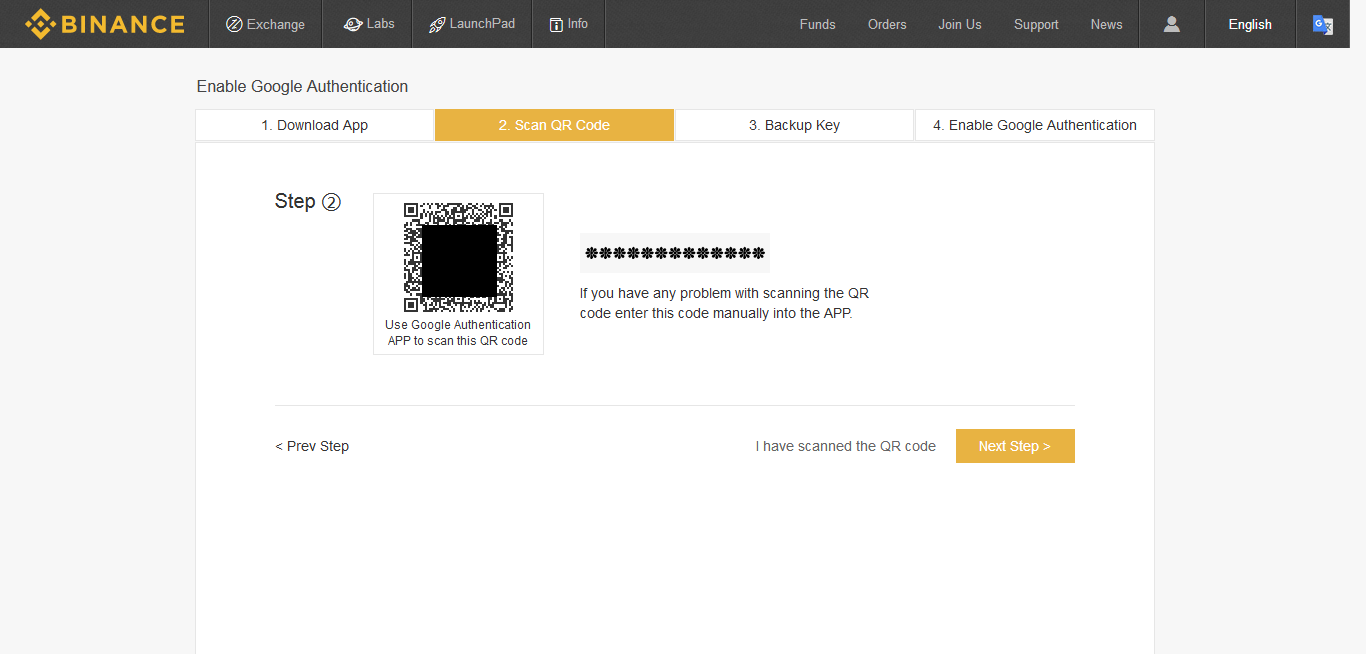 BINANCE Exchange Labs LaunchPad Info Funds Orders Join Us Support News English
Enable Google Authentication
1. Download App 2. Scan QR Code 3. Backup Key 4. Enable Google Authentication
Step ②
✽✽✽✽✽✽✽✽✽✽✽✽✽
If you have any problem with scanning the QR
code enter this code manually into the APP.
Use Google Authentication
APP to scan this QR code
< Prev Step I have scanned the QR code Next Step >